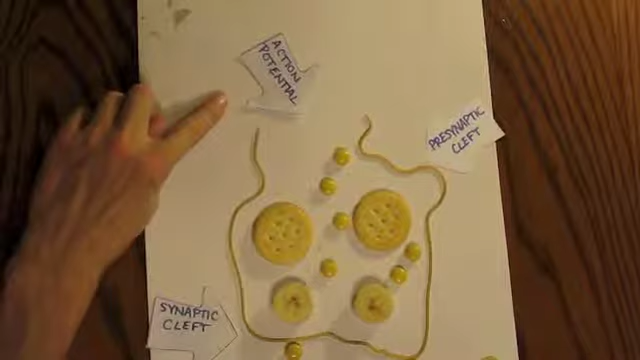 ACTION
POTENTIAL
PRESYNAPTIC
CLEFT
SYNAPTIC
CLEFT